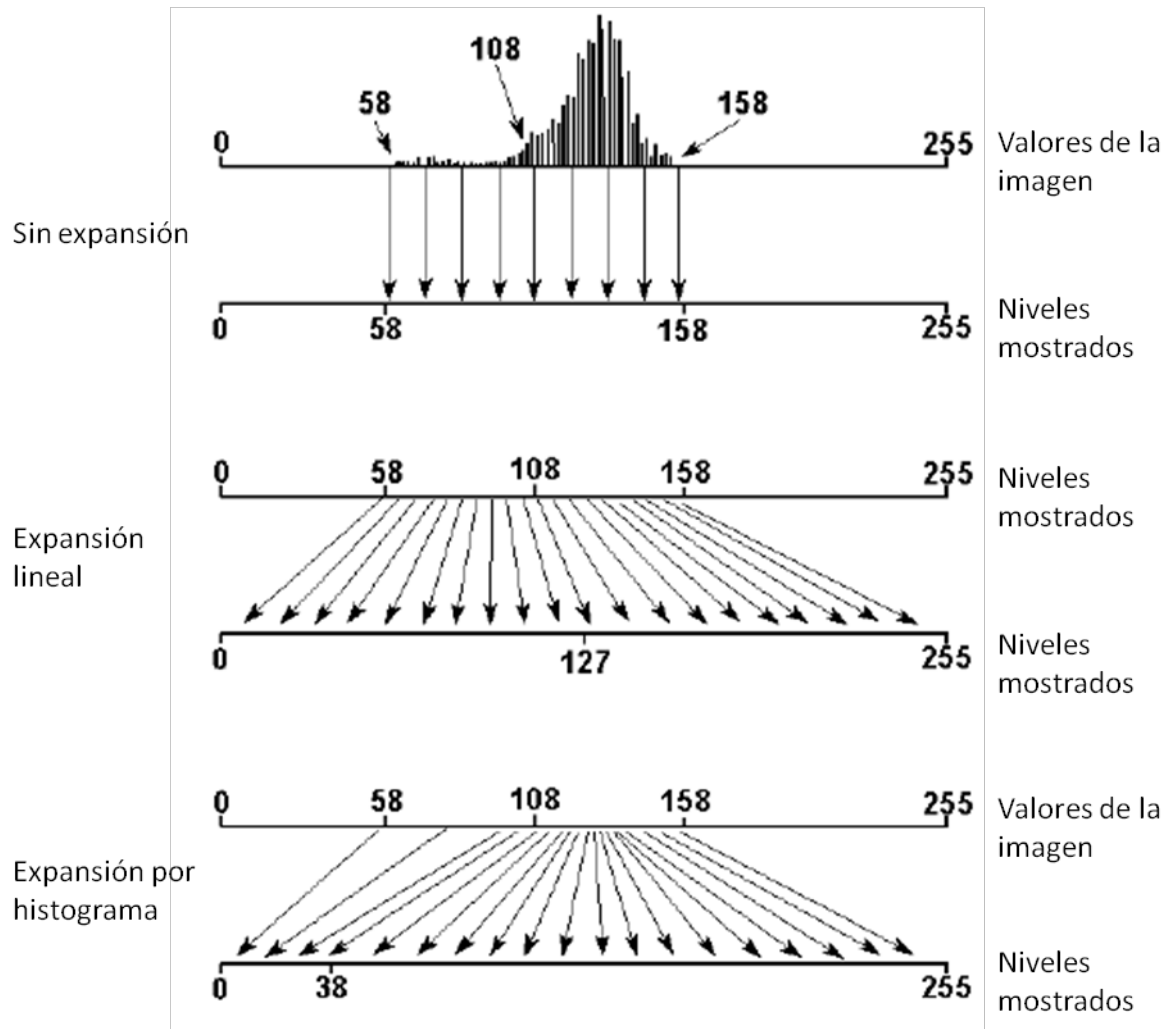 108
58
158
0
255
Valores de la
imagen
Sin expansión
0
58
158
255
Niveles
mostrados
0
58
108
158
255
Niveles
mostrados
Expansión
lineal
0
127
255
Niveles
mostrados
0
58
108
158
255
Valores de la
imagen
Expansión por
histograma
0
38
255
Niveles
mostrados